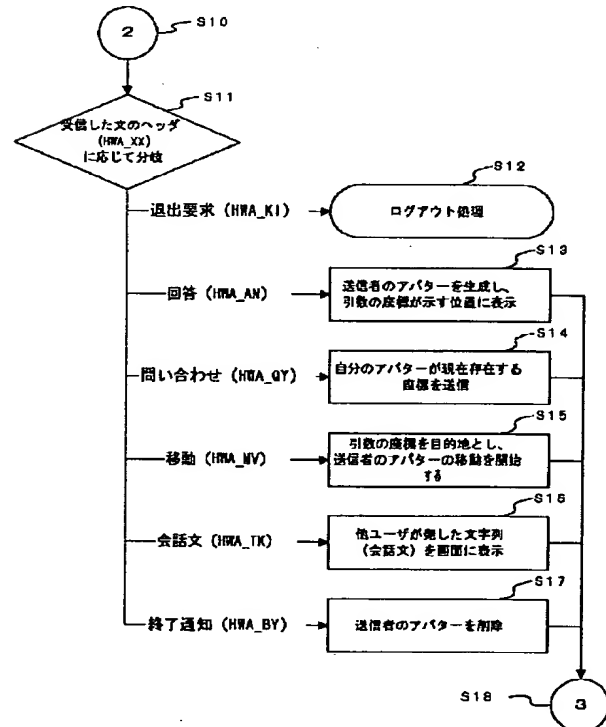 2
S10
S11
受信した文のヘッダ
(HWA_XX)
に応じて分岐
S12
退出要求 (HWA_KI)
ログアウト処理
S13
回答 (HWA_AN)
送信者のアバターを生成し、
引数の座標が示す位置に表示
S14
問い合わせ (HWA_QY)
自分のアバターが現在存在する
座標を送信
S15
移動 (HWA_MV)
引数の座標を目的地とし、
送信者のアバターの移動を開始
する
S16
会話文 (HWA_TK)
他ユーザが発した文字列
(会話文) を画面に表示
S17
終了通知 (HWA_BY)
送信者のアバターを削除
S18
3